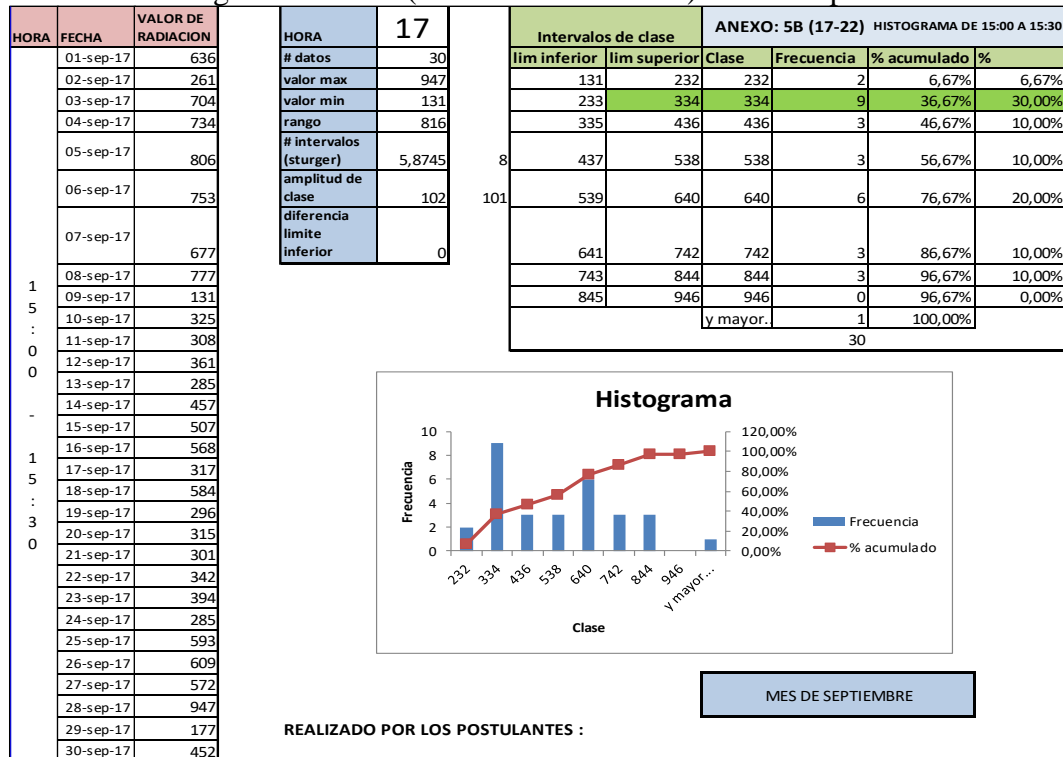 HORA FECHA VALOR DE RADIACION
01-sep-17 636
02-sep-17 261
03-sep-17 704
04-sep-17 734
05-sep-17 806
06-sep-17 753
07-sep-17 677
08-sep-17 777
09-sep-17 131
10-sep-17 325
11-sep-17 308
12-sep-17 361
13-sep-17 285
14-sep-17 457
15-sep-17 507
16-sep-17 568
17-sep-17 317
18-sep-17 584
19-sep-17 296
20-sep-17 315
21-sep-17 301
22-sep-17 342
23-sep-17 394
24-sep-17 285
25-sep-17 593
26-sep-17 609
27-sep-17 572
28-sep-17 947
29-sep-17 177
30-sep-17 452
15:00 - 15:30
HORA 17
# datos 30
valor max 947
valor min 131
rango 816
# intervalos (sturger) 5,8745 8
amplitud de clase 102 101
diferencia limite inferior 0
Intervalos de clase ANEXO: 5B (17-22) HISTOGRAMA DE 15:00 A 15:30
lim inferior lim superior Clase Frecuencia % acumulado %
131 232 232 2 6,67% 6,67%
233 334 334 9 36,67% 30,00%
335 436 436 3 46,67% 10,00%
437 538 538 3 56,67% 10,00%
539 640 640 6 76,67% 20,00%
641 742 742 3 86,67% 10,00%
743 844 844 3 96,67% 10,00%
845 946 946 0 96,67% 0,00%
y mayor... 1 100,00%
30
Histograma
Frecuencia
10
8
6
4
2
0
120,00%
100,00%
80,00%
60,00%
40,00%
20,00%
0,00%
232 334 436 538 640 742 844 946 y mayor...
Clase
Frecuencia
% acumulado
MES DE SEPTIEMBRE
REALIZADO POR LOS POSTULANTES :